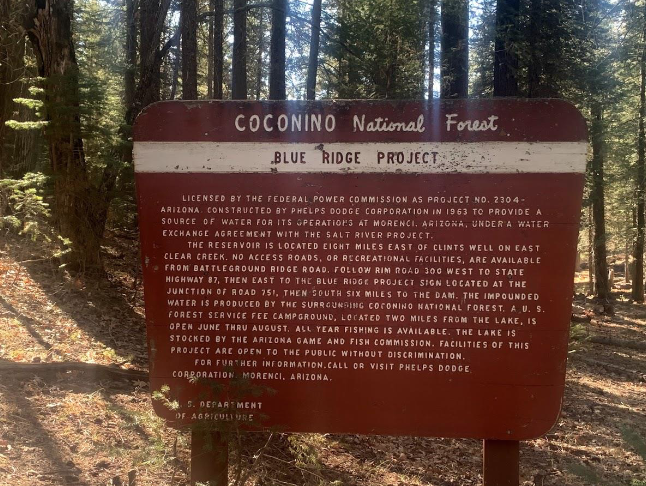 COCONINO National Forest
BLUE RIDGE PROJECT
LICENSED BY THE FEDERAL POWER COMMISSION AS PROJECT NO. 2304-
ARIZONA. CONSTRUCTED BY PHELPS DODGE CORPORATION IN 1963 TO PROVIDE A
SOURCE OF WATER FOR ITS OPERATIONS AT MORENCI, ARIZONA, UNDER A WATER
EXCHANGE AGREEMENT WITH THE SALT RIVER PROJECT.
THE RESERVOIR IS LOCATED EIGHT MILES EAST OF CLINTS WELL ON EAST
CLEAR CREEK. NO ACCESS ROADS, OR RECREATIONAL FACILITIES, ARE AVAILABLE
FROM BATTLEGROUND RIDGE ROAD. FOLLOW RIM ROAD 300 WEST TO STATE
HIGHWAY 87, THEN EAST TO THE BLUE RIDGE PROJECT SIGN LOCATED AT THE
JUNCTION OF ROAD 751, THEN SOUTH SIX MILES TO THE DAM. THE IMPOUNDED
WATER IS PRODUCED BY THE SURROUNDING COCONINO NATIONAL FOREST. A U. S.
FOREST SERVICE FEE CAMPGROUND, LOCATED TWO MILES FROM THE LAKE, IS
OPEN JUNE THRU AUGUST. ALL YEAR FISHING IS AVAILABLE. THE LAKE IS
STOCKED BY THE ARIZONA GAME AND FISH COMMISSION. FACILITIES OF THIS
PROJECT ARE OPEN TO THE PUBLIC WITHOUT DISCRIMINATION.
FOR FURTHER INFORMATION, CALL OR VISIT PHELPS DODGE
CORPORATION, MORENCI, ARIZONA.
U. S. DEPARTMENT
OF AGRICULTURE